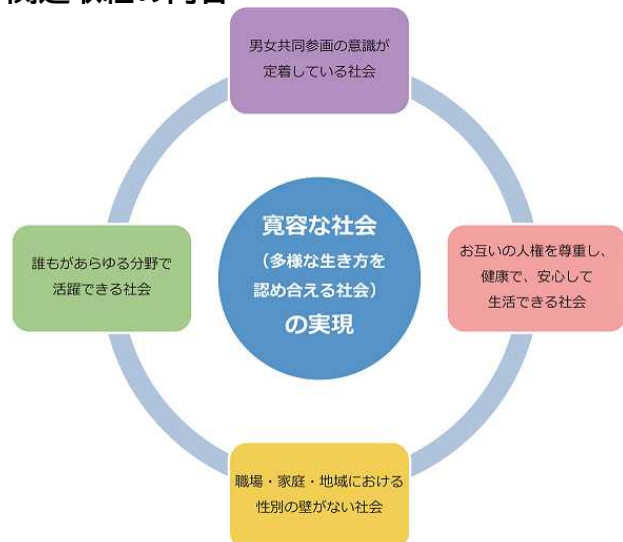 男女共同参画の意識が
定着している社会
寛容な社会
（多様な生き方を
認め合える社会）
の実現
誰もがあらゆる分野で
活躍できる社会
お互いの人権を尊重し、
健康で、安心して
生活できる社会
職場・家庭・地域における
性別の壁がない社会